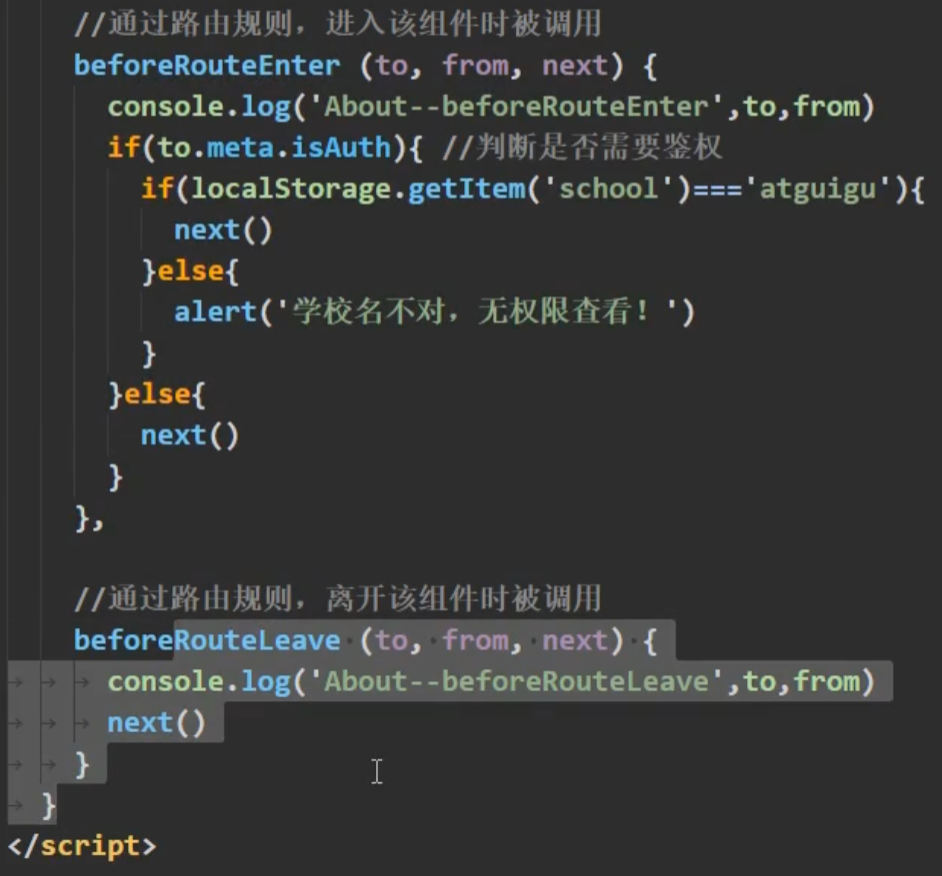 //通过路由规则，进入该组件时被调用
beforeRouteEnter (to, from, next) {
console.log('About--beforeRouteEnter',to,from)
if(to.meta.isAuth){ //判断是否需要鉴权
if(localStorage.getItem('school')==='atguigu'){
next()
}else{
alert('学校名不对，无权限查看！')
}
}else{
next()
}
},
//通过路由规则，离开该组件时被调用
beforeRouteLeave (to, from, next) {
console.log('About--beforeRouteLeave',to,from)
next()
}
}
</script>